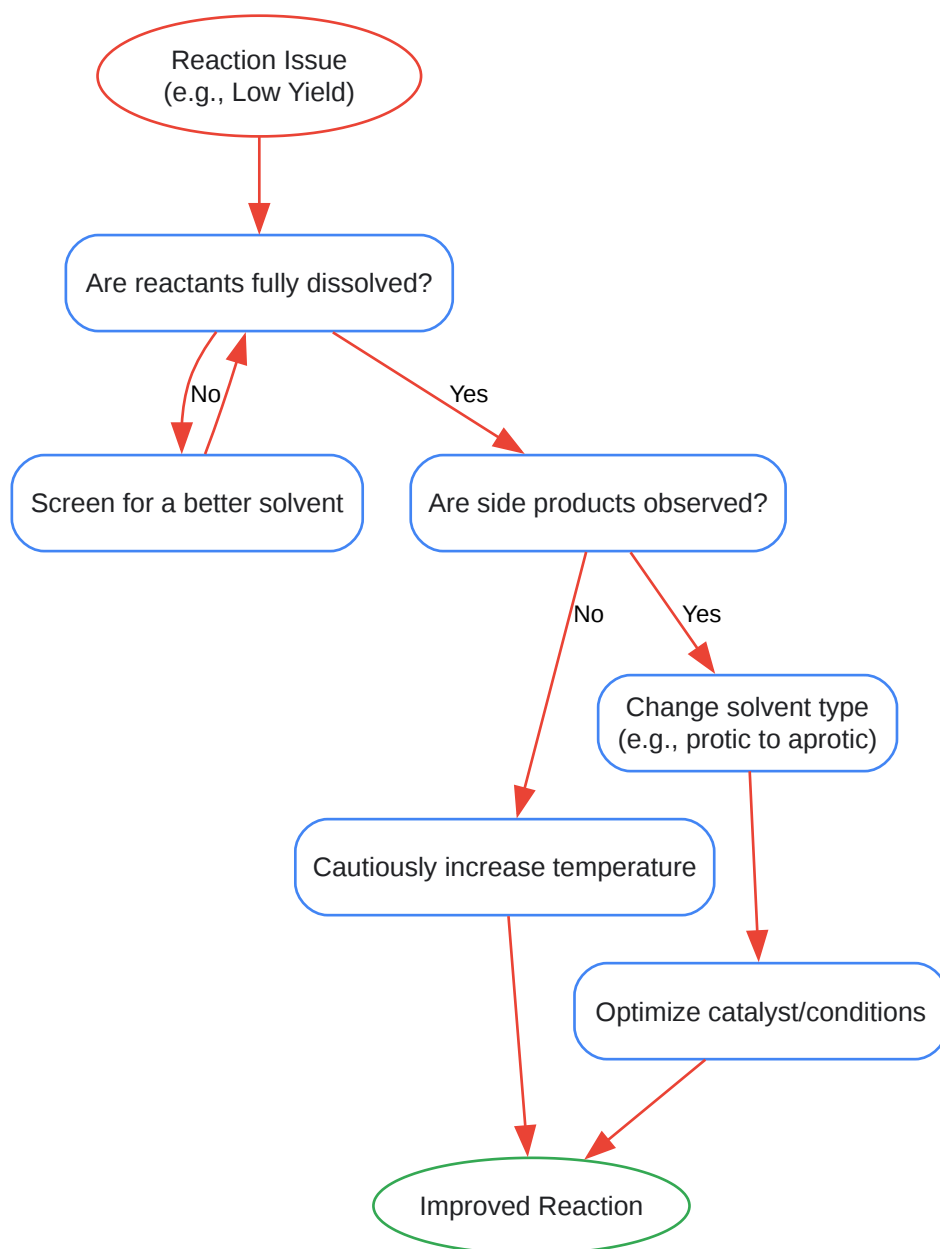 Reaction Issue
(e.g., Low Yield)
Are reactants fully dissolved?
No
Yes
Screen for a better solvent
Are side products observed?
No
Yes
Change solvent type
(e.g., protic to aprotic)
Cautiously increase temperature
Optimize catalyst/conditions
Improved Reaction